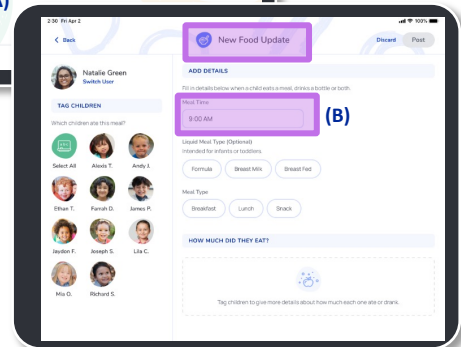 A)
2:30 Fri Apr 2
100%
Back
New Food Update
Discard
Post
Natalie Green
Switch User
TAG CHILDREN
Which children ate this meal?
Select All
Alexis T.
Andy J.
Ethan T.
Farrah D.
James P.
Jaydon F.
Joseph S.
Lila C.
Mia O.
Richard S.
ADD DETAILS
Fill in details below when a child eats a meal, drinks a bottle or both.
Meal Time
9:00 AM
(B)
Liquid Meal Type (Optional)
Intended for infants or toddlers.
Formula
Breast Milk
Breast Fed
Meal Type
Breakfast
Lunch
Snack
HOW MUCH DID THEY EAT?
Tag children to give more details about how much each one ate or drank.